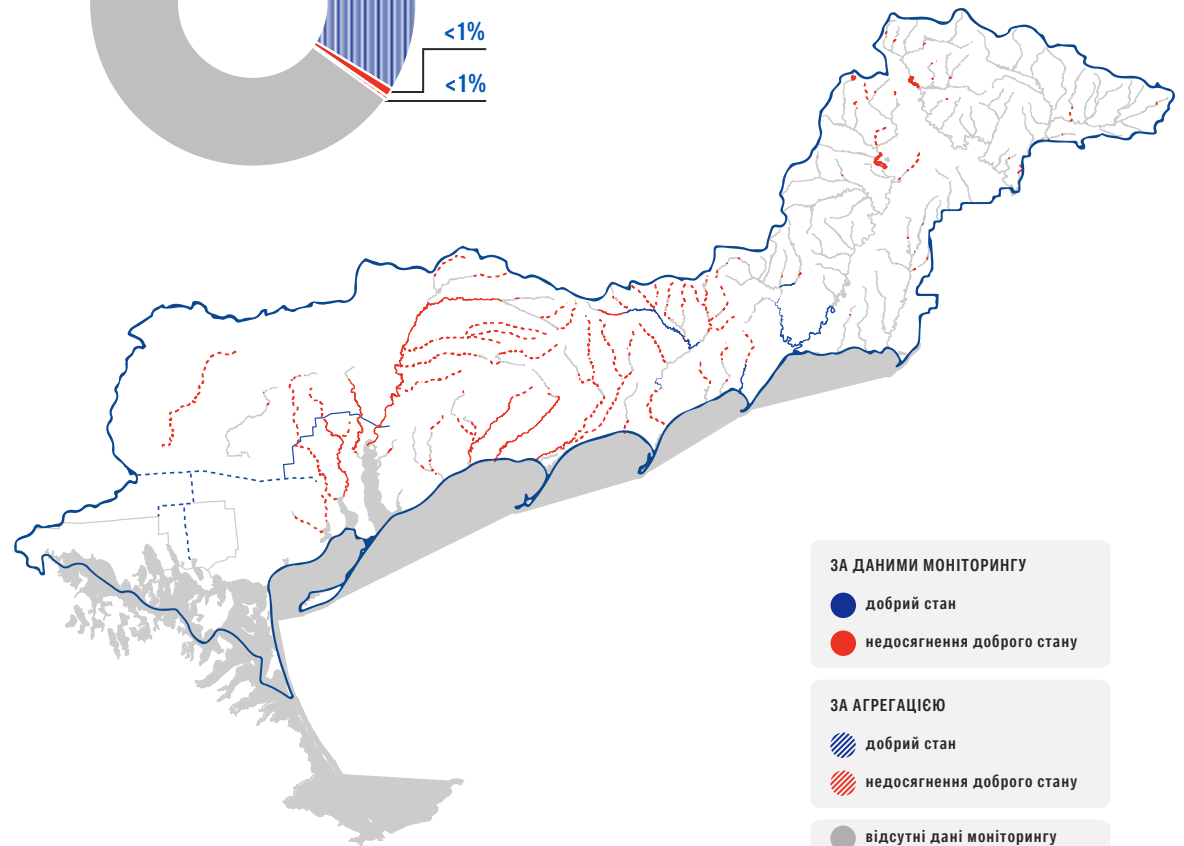 <1%
<1%
ЗА ДАНИМИ МОНІТОРИНГУ
добрий стан
недосягнення доброго стану
ЗА АГРЕГАЦІЄЮ
добрий стан
недосягнення доброго стану
відсутні дані моніторингу